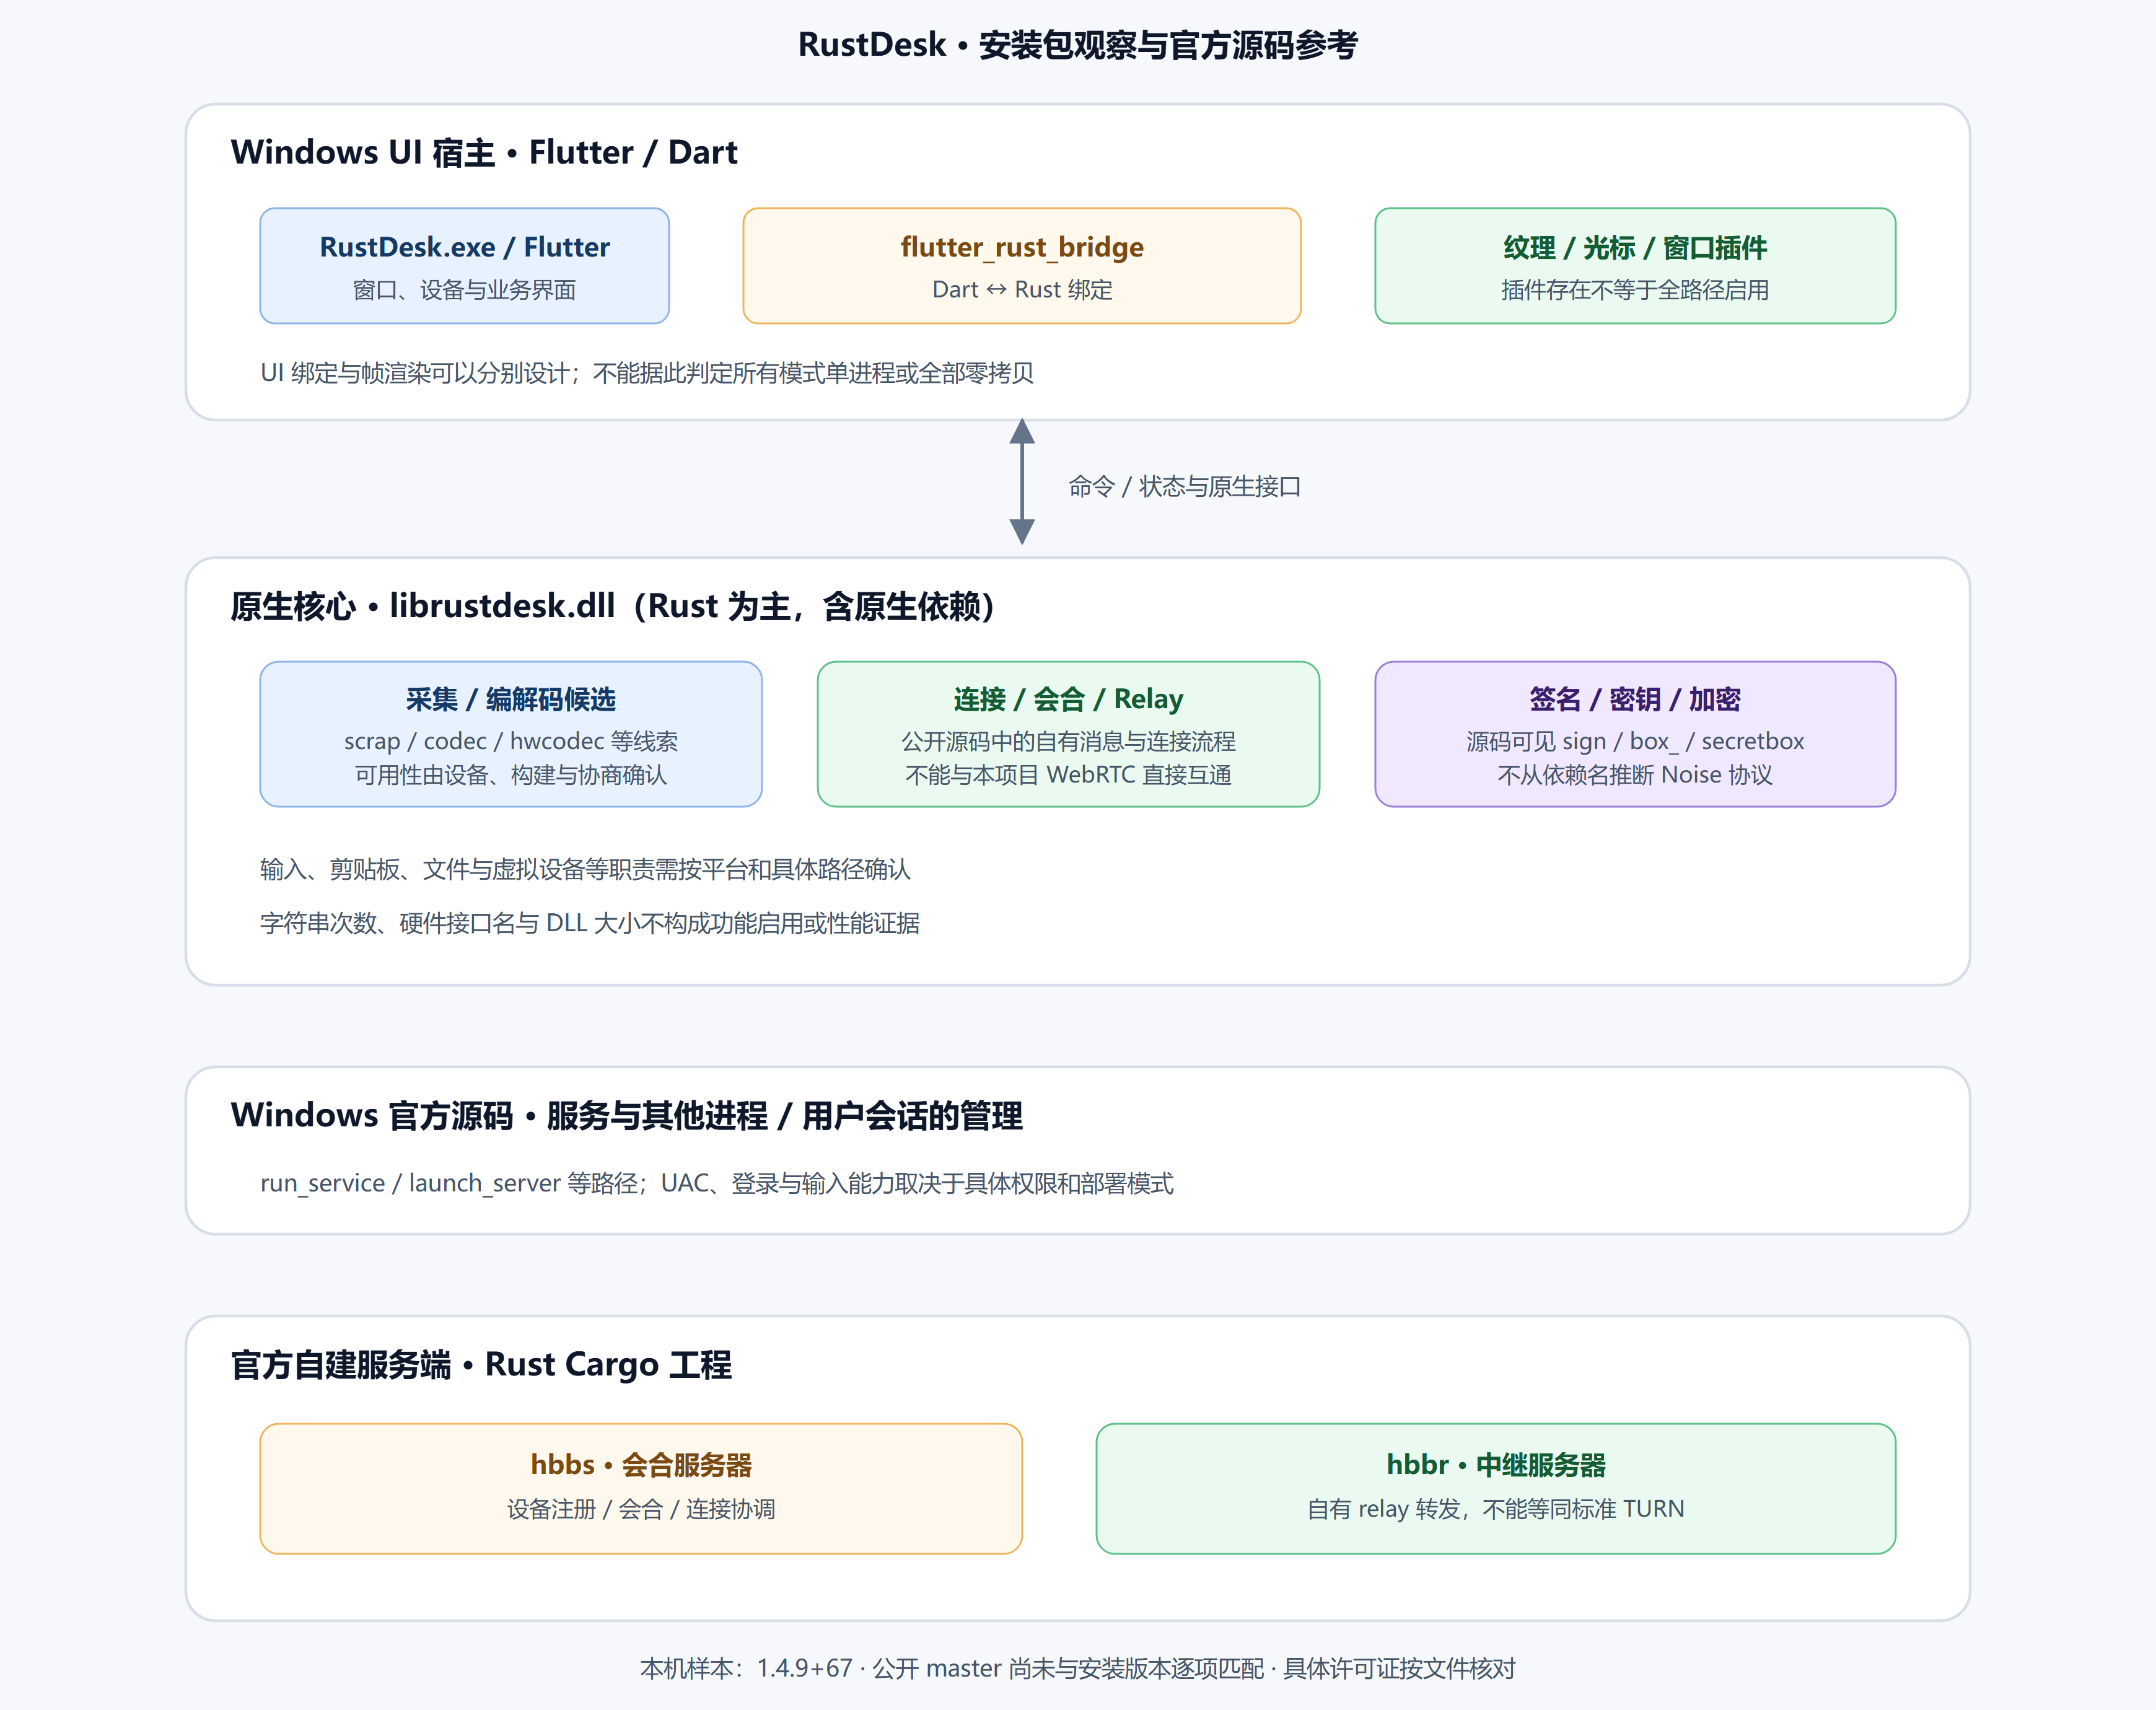 RustDesk • 安装包观察与官方源码参考
Windows UI 宿主 • Flutter / Dart
RustDesk.exe / Flutter
窗口、设备与业务界面
flutter_rust_bridge
Dart ↔ Rust 绑定
纹理 / 光标 / 窗口插件
插件存在不等于全路径启用
UI 绑定与帧渲染可以分别设计；不能据此判定所有模式单进程或全部零拷贝
命令 / 状态与原生接口
原生核心 • librustdesk.dll（Rust 为主，含原生依赖）
采集 / 编解码候选
scrap / codec / hwcodec 等线索
可用性由设备、构建与协商确认
连接 / 会合 / Relay
公开源码中的自有消息与连接流程
不能与本项目 WebRTC 直接互通
签名 / 密钥 / 加密
源码可见 sign / box_ / secretbox
不从依赖名推断 Noise 协议
输入、剪贴板、文件与虚拟设备等职责需按平台和具体路径确认
字符串次数、硬件接口名与 DLL 大小不构成功能启用或性能证据
Windows 官方源码 • 服务与其他进程 / 用户会话的管理
run_service / launch_server 等路径；UAC、登录与输入能力取决于具体权限和部署模式
官方自建服务端 • Rust Cargo 工程
hbbs • 会合服务器
设备注册 / 会合 / 连接协调
hbbr • 中继服务器
自有 relay 转发，不能等同标准 TURN
本机样本：1.4.9+67 · 公开 master 尚未与安装版本逐项匹配 · 具体许可证按文件核对